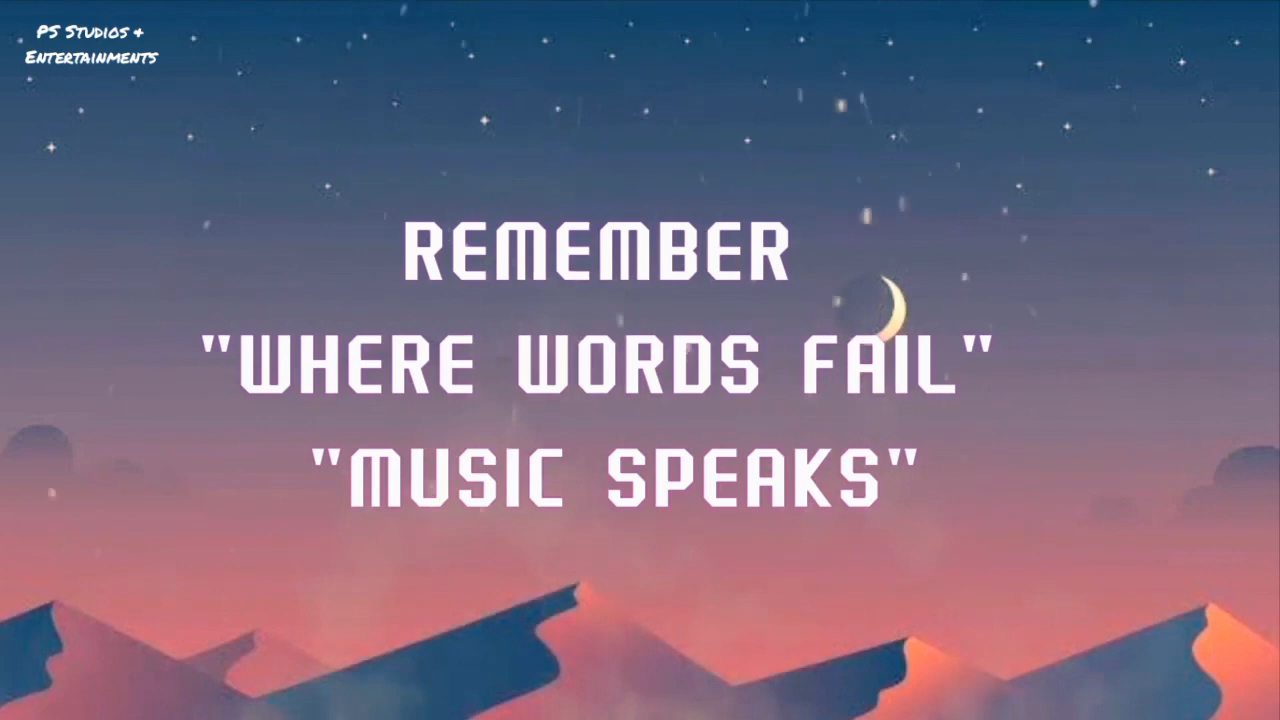 PS Studios &
Entertainments
REMEMBER
"WHERE WORDS FAIL"
"MUSIC SPEAKS"